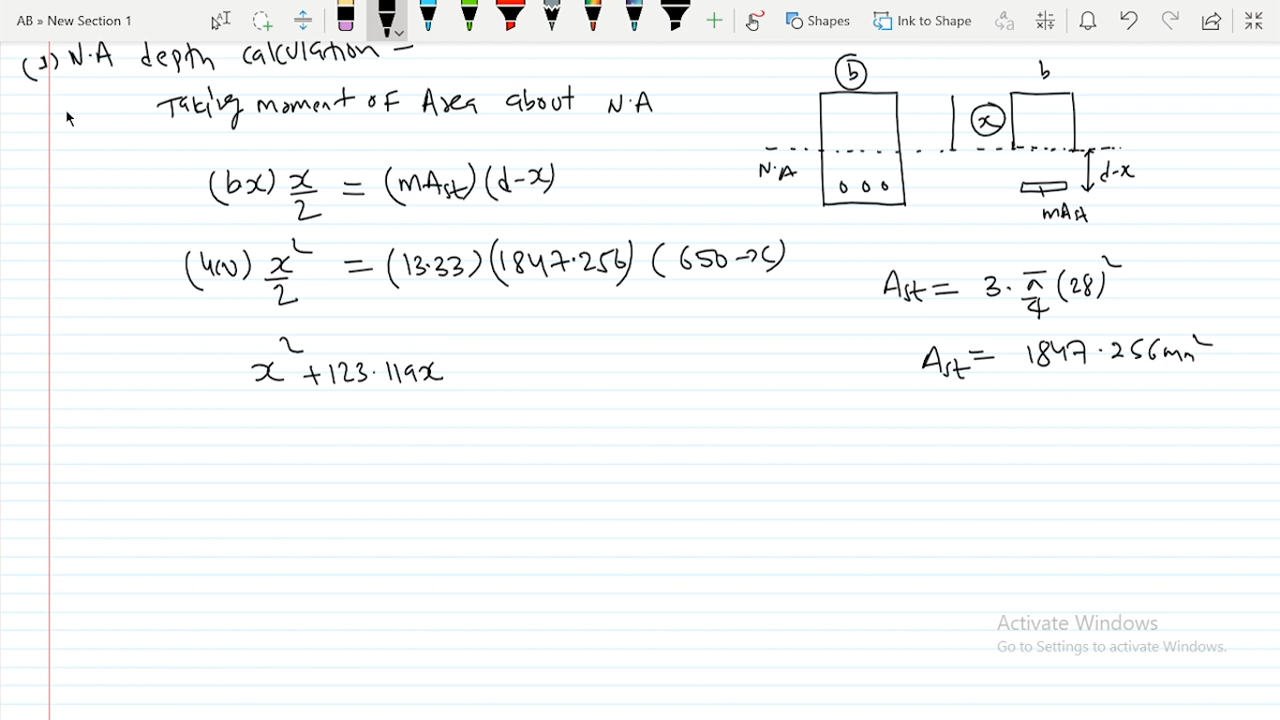 AB » New Section 1
Shapes
Ink to Shape
(1) N.A depth calculation –
Taking moment of Area about N.A
(bx) x/2 = (mAst) (d-x)
(400) x²/2 = (13.33) (1847.256) (650-x)
x² + 123.119x
b
b
x
N.A
d-x
mAst
Ast = 3 · π/4 (28)²
Ast = 1847.256mm²
Activate Windows
Go to Settings to activate Windows.